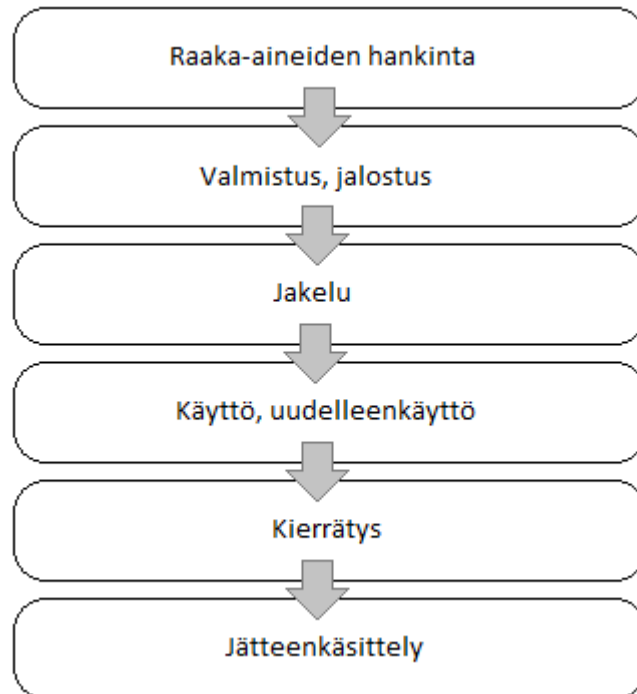 Raaka-aineiden hankinta
Valmistus, jalostus
Jakelu
Käyttö, uudelleenkäyttö
Kierrätys
Jätteenkäsittely